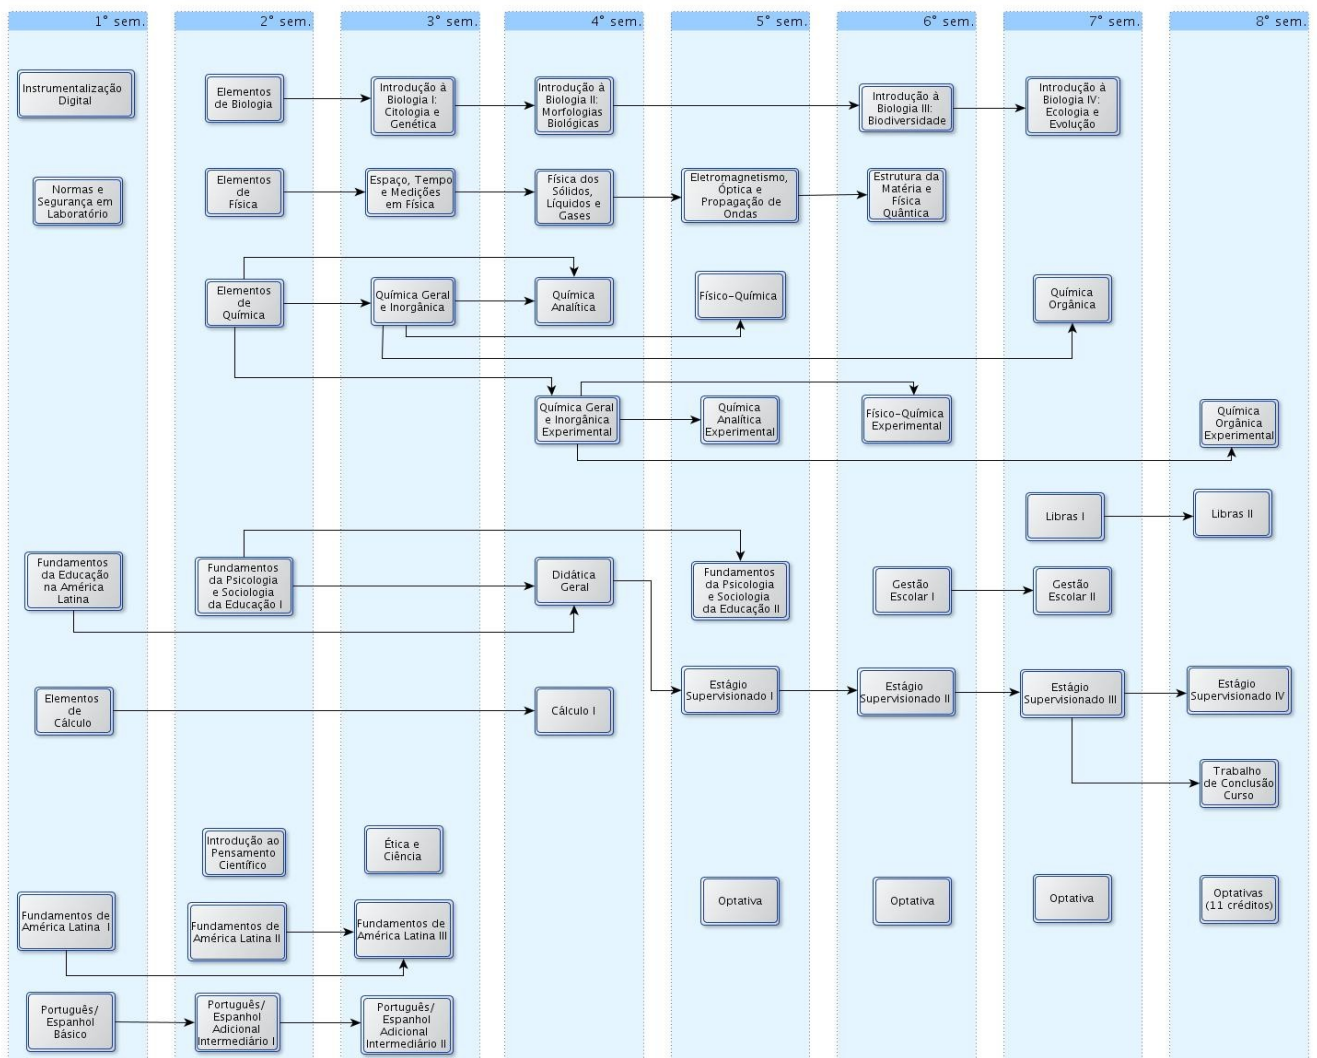 1° sem.
2° sem.
3° sem.
4° sem.
5° sem.
6° sem.
7° sem.
8° sem.
Instrumentalização
Digital
Elementos
de Biologia
Introdução à
Biologia I:
Citologia e
Genética
Introdução à
Biologia II:
Morfologias
Biológicas
Introdução à
Biologia III:
Biodiversidade
Introdução à
Biologia IV:
Ecologia e
Evolução
Normas e
Segurança em
Laboratório
Elementos
de
Física
Espaço, Tempo
e Medições
em Física
Física dos
Sólidos,
Líquidos e
Gases
Eletromagnetismo,
Óptica e
Propagação de
Ondas
Estrutura da
Matéria e
Física
Quântica
Elementos
de
Química
Química Geral
e Inorgânica
Química
Analítica
Físico-Química
Química
Orgânica
Química Geral
e Inorgânica
Experimental
Química
Analítica
Experimental
Físico-Química
Experimental
Química
Orgânica
Experimental
Libras I
Libras II
Fundamentos
da Educação
na América
Latina
Fundamentos
da Psicologia
e Sociologia
da Educação I
Didática
Geral
Fundamentos
da Psicologia
e Sociologia
da Educação II
Gestão
Escolar I
Gestão
Escolar II
Elementos
de
Cálculo
Cálculo I
Estágio
Supervisionado I
Estágio
Supervisionado II
Estágio
Supervisionado III
Estágio
Supervisionado IV
Trabalho
de Conclusão
Curso
Introdução ao
Pensamento
Científico
Ética e
Ciência
Optativa
Optativa
Optativa
Optativas
(11 créditos)
Fundamentos de
América Latina I
Fundamentos de
América Latina II
Fundamentos de
América Latina III
Português/
Espanhol
Básico
Português/
Espanhol
Adicional
Intermediário I
Português/
Espanhol
Adicional
Intermediário II